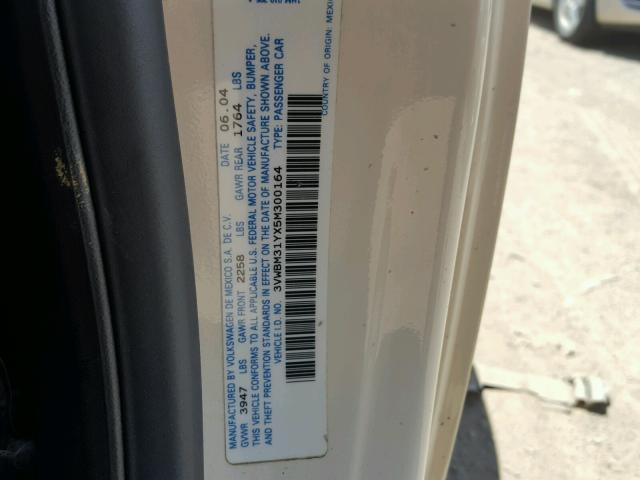 MANUFACTURED BY VOLKSWAGEN DE MEXICO S.A. DE C.V. DATE 06.04
GVWR 3947 LBS GAWR FRONT 2258 LBS GAWR REAR 1764 LBS
THIS VEHICLE CONFORMS TO ALL APPLICABLE U.S. FEDERAL MOTOR VEHICLE SAFETY, BUMPER,
AND THEFT PREVENTION STANDARDS IN EFFECT ON THE DATE OF MANUFACTURE SHOWN ABOVE.
VEHICLE I.D. NO. 3VWBM31YX5M300164 TYPE: PASSENGER CAR
COUNTRY OF ORIGIN: MEXICO